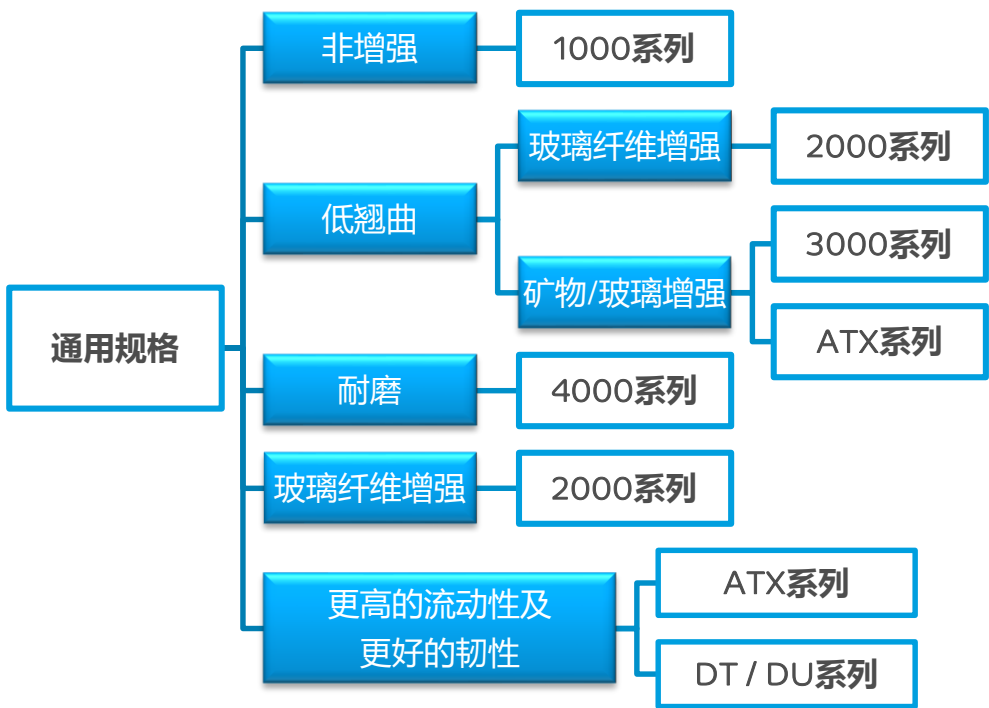 通用规格
非增强
1000系列
低翘曲
玻璃纤维增强
2000系列
矿物/玻璃增强
3000系列
ATX系列
耐磨
4000系列
玻璃纤维增强
2000系列
更高的流动性及
更好的韧性
ATX系列
DT / DU系列